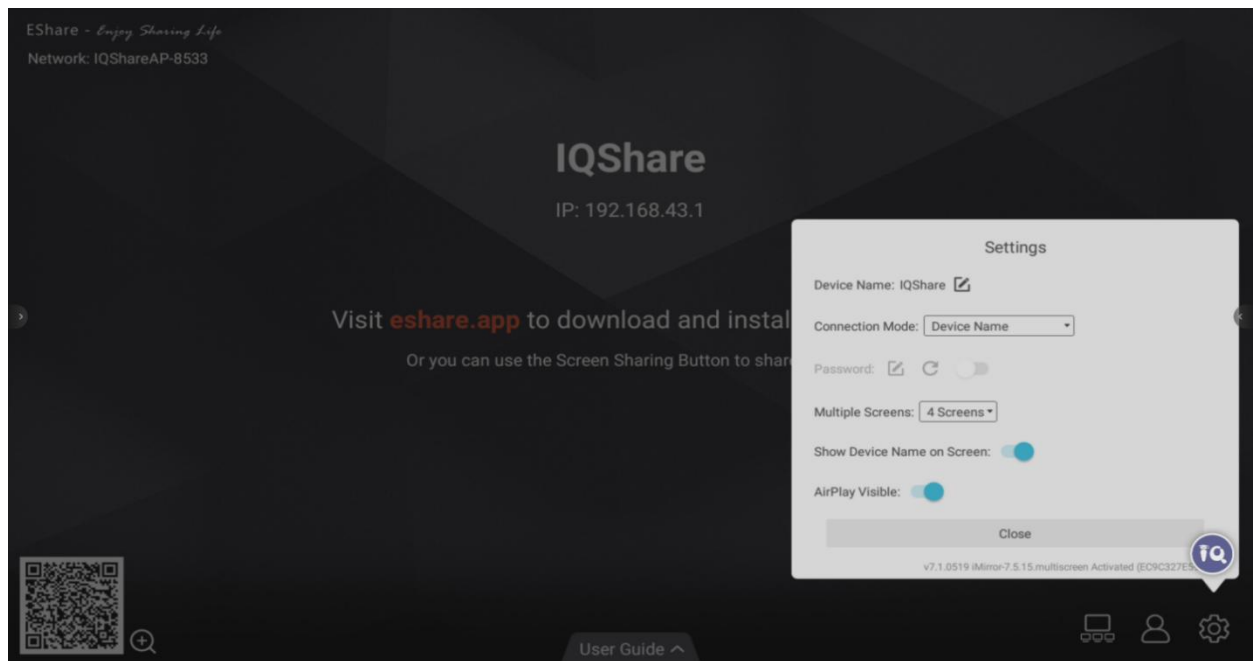 EShare - Enjoy Sharing Life
Network: IQShareAP-8533
IQShare
IP: 192.168.43.1
Visit eshare.app to download and instal
Or you can use the Screen Sharing Button to shar
Settings
Device Name: IQShare
Connection Mode: Device Name
Password:
Multiple Screens: 4 Screens
Show Device Name on Screen:
AirPlay Visible:
Close
v7.1.0519 iMirror-7.5.15 multiscreen Activated (EC9C327E
IQ
User Guide